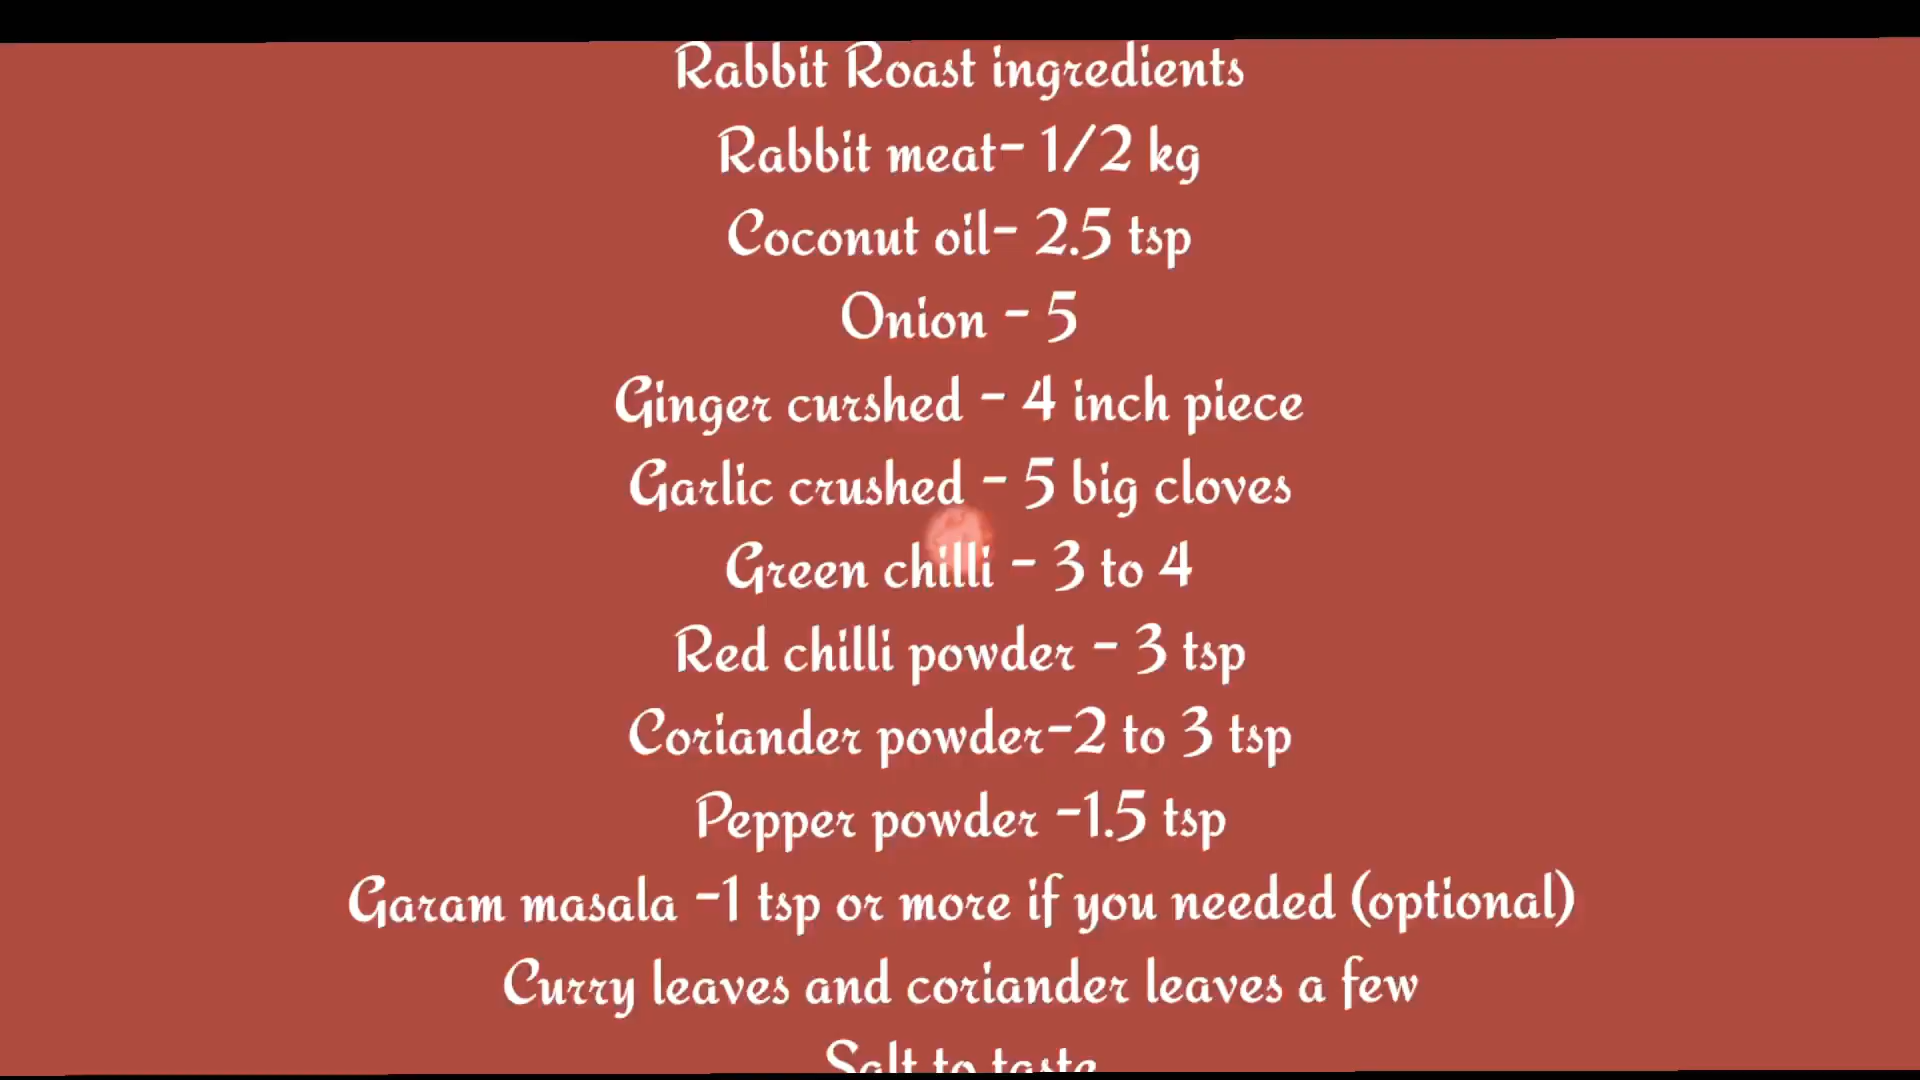 Rabbit Roast ingredients
Rabbit meat- 1/2 kg
Coconut oil- 2.5 tsp
Onion - 5
Ginger curshed - 4 inch piece
Garlic crushed - 5 big cloves
Green chilli - 3 to 4
Red chilli powder - 3 tsp
Coriander powder-2 to 3 tsp
Pepper powder -1.5 tsp
Garam masala -1 tsp or more if you needed (optional)
Curry leaves and coriander leaves a few
Salt to taste